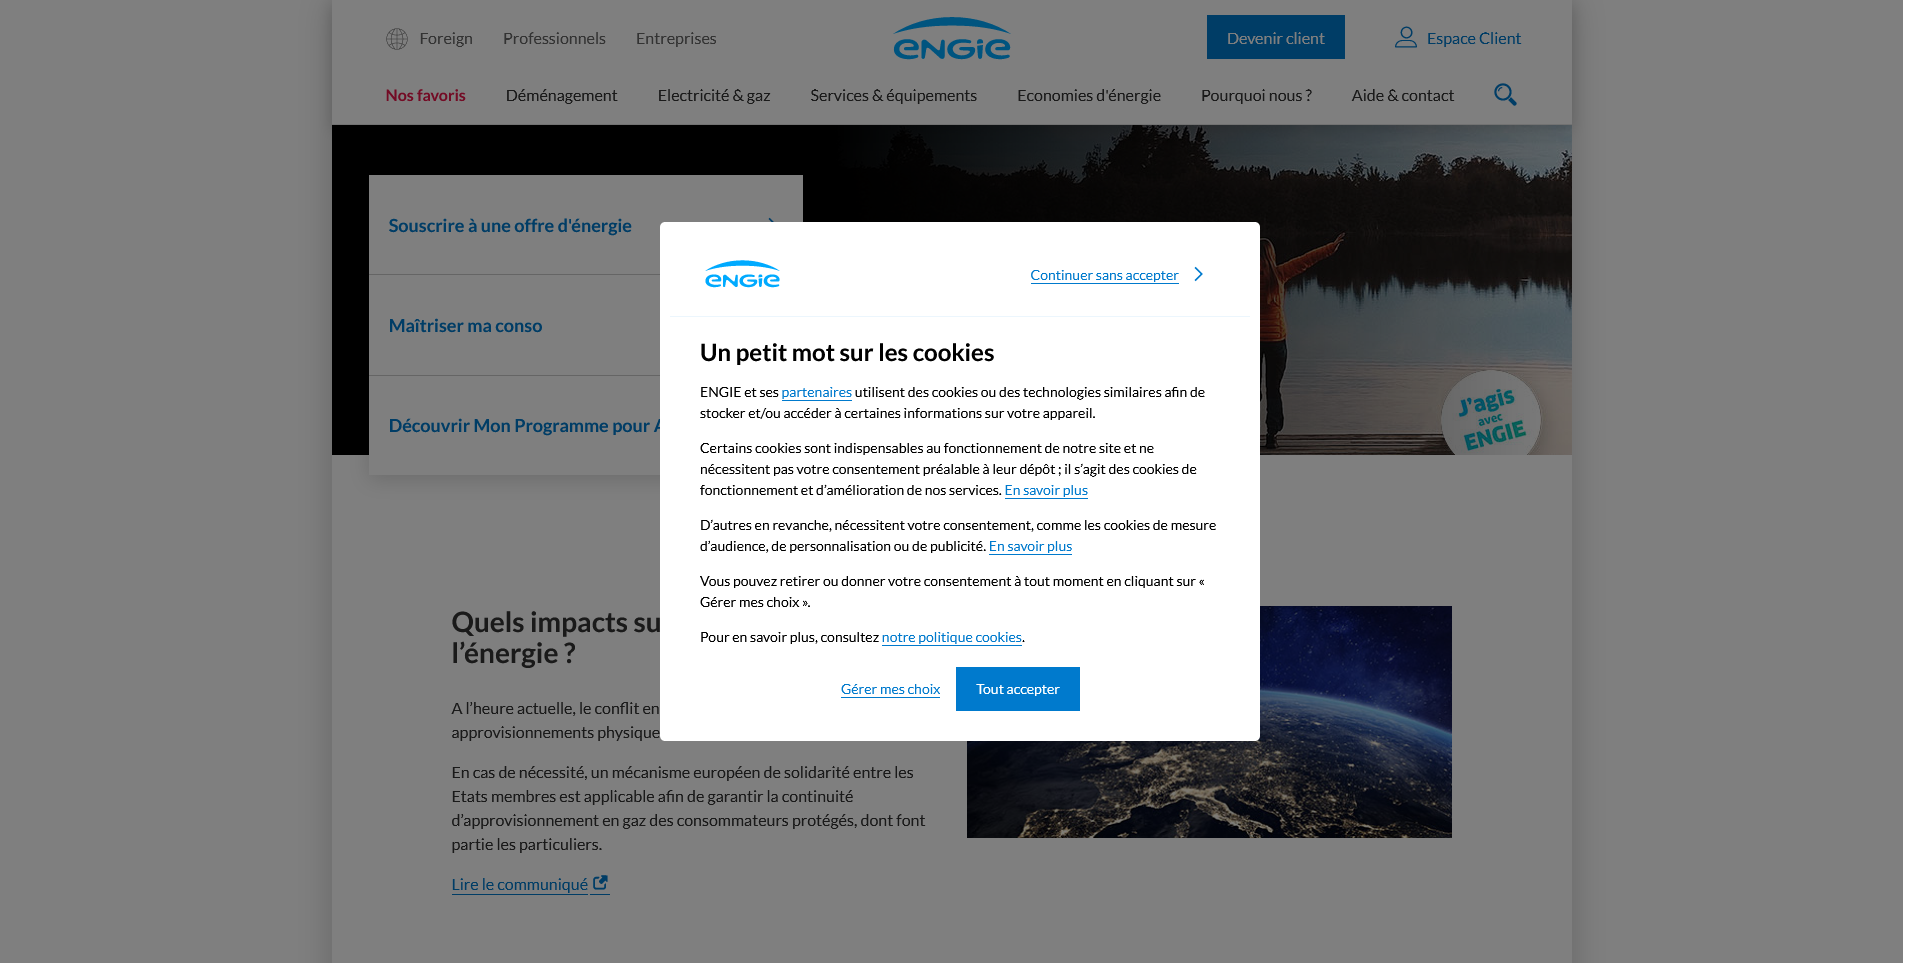 Foreign Professionnels Entreprises
ENGIE
Devenir client
Espace Client
Nos favoris Déménagement Electricité & gaz Services & équipements Economies d'énergie Pourquoi nous ? Aide & contact
Souscrire à une offre d'énergie
Maîtriser ma conso
Découvrir Mon Programme pour A
J'agis
avec
ENGIE
ENGIE
Continuer sans accepter
Un petit mot sur les cookies
ENGIE et ses partenaires utilisent des cookies ou des technologies similaires afin de
stocker et/ou accéder à certaines informations sur votre appareil.
Certains cookies sont indispensables au fonctionnement de notre site et ne
nécessitent pas votre consentement préalable à leur dépôt ; il s’agit des cookies de
fonctionnement et d’amélioration de nos services. En savoir plus
D’autres en revanche, nécessitent votre consentement, comme les cookies de mesure
d’audience, de personnalisation ou de publicité. En savoir plus
Vous pouvez retirer ou donner votre consentement à tout moment en cliquant sur «
Gérer mes choix ».
Pour en savoir plus, consultez notre politique cookies.
Gérer mes choix
Tout accepter
Quels impacts su
l’énergie ?
A l’heure actuelle, le conflit en
approvisionnements physique
En cas de nécessité, un mécanisme européen de solidarité entre les
Etats membres est applicable afin de garantir la continuité
d’approvisionnement en gaz des consommateurs protégés, dont font
partie les particuliers.
Lire le communiqué